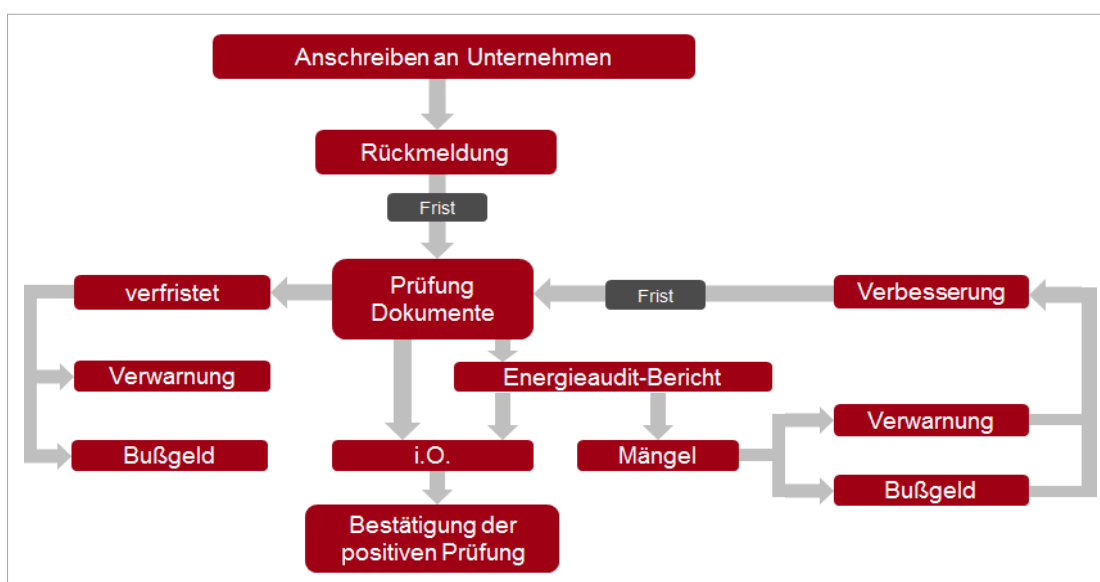 Anschreiben an Unternehmen
Rückmeldung
Frist
verfristet
Prüfung
Dokumente
Frist
Verbesserung
Verwarnung
Energieaudit-Bericht
Verwarnung
Bußgeld
i.O.
Mängel
Bußgeld
Bestätigung der
positiven Prüfung